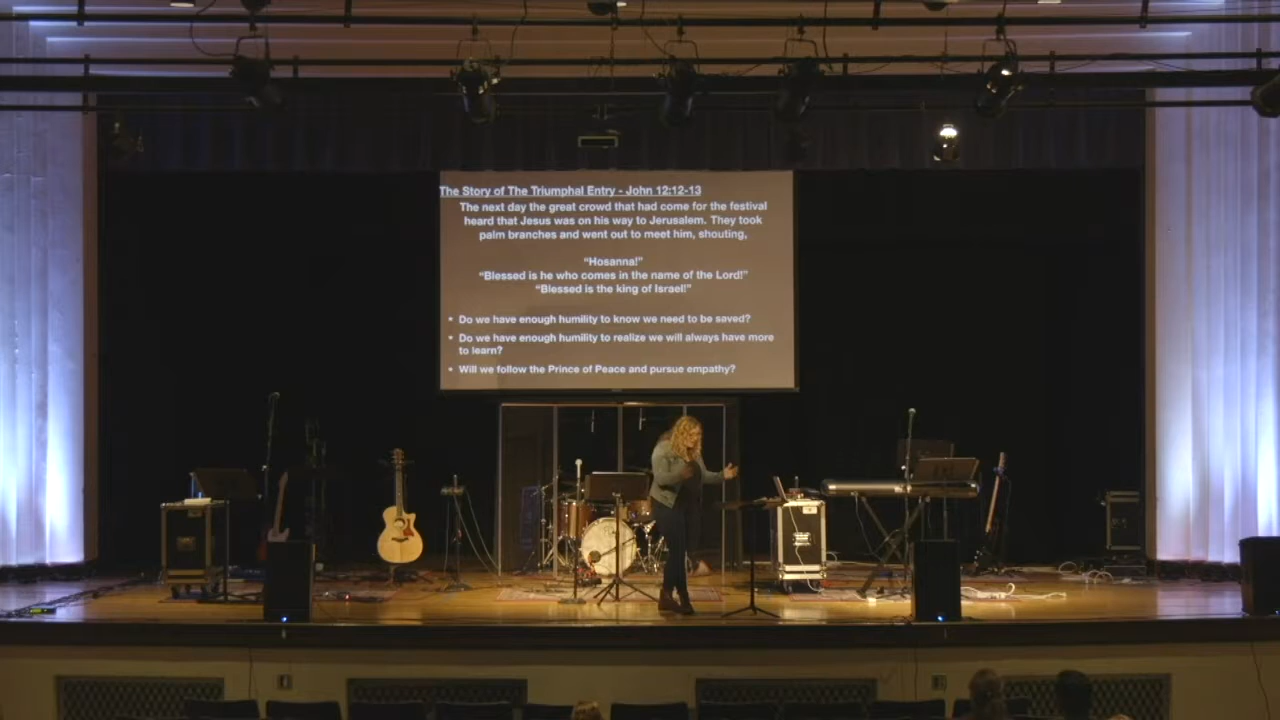 The Story of The Triumphal Entry - John 12:12-13
The next day the great crowd that had come for the festival
heard that Jesus was on his way to Jerusalem. They took
palm branches and went out to meet him, shouting,
“Hosanna!”
“Blessed is he who comes in the name of the Lord!”
“Blessed is the king of Israel!”
• Do we have enough humility to know we need to be saved?
• Do we have enough humility to realize we will always have more
to learn?
• Will we follow the Prince of Peace and pursue empathy?